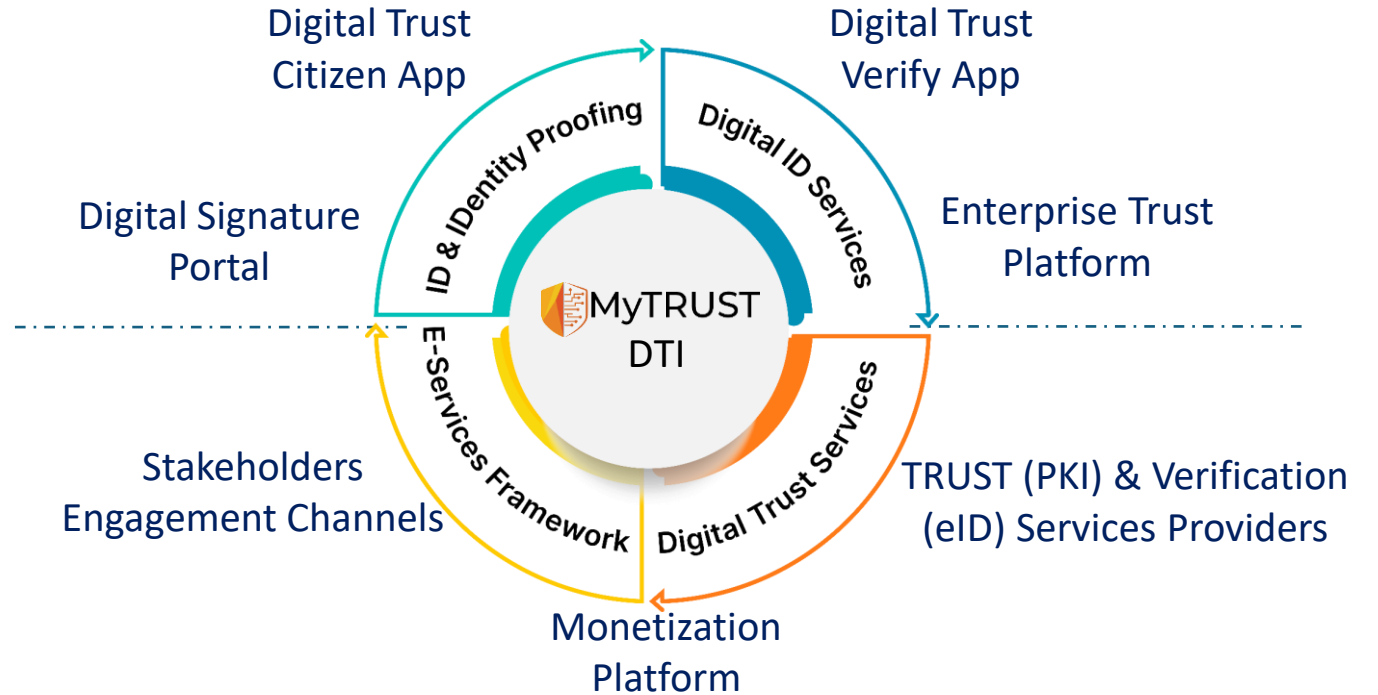 Digital Trust
Citizen App
Digital Trust
Verify App
ID & IDentity Proofing
Digital ID Services
Digital Signature
Portal
Enterprise Trust
Platform
MyTRUST
DTI
E-Services Framework
Digital Trust Services
Stakeholders
Engagement Channels
TRUST (PKI) & Verification
(eID) Services Providers
Monetization
Platform